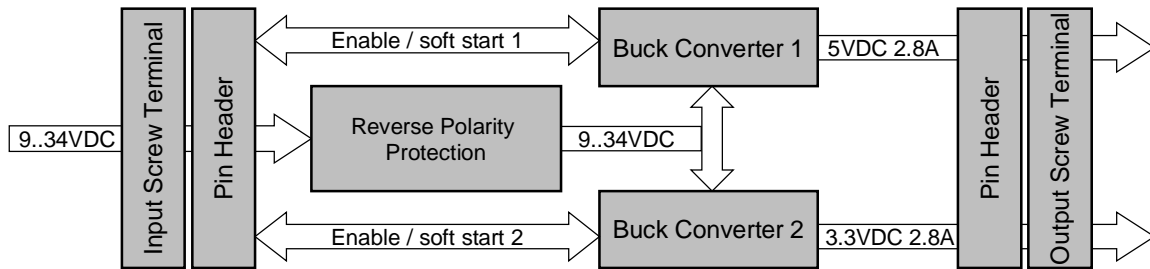 9..34VDC
Input Screw Terminal
Pin Header
Enable / soft start 1
Reverse Polarity
Protection
9..34VDC
Enable / soft start 2
Buck Converter 1
Buck Converter 2
5VDC 2.8A
3.3VDC 2.8A
Pin Header
Output Screw Terminal